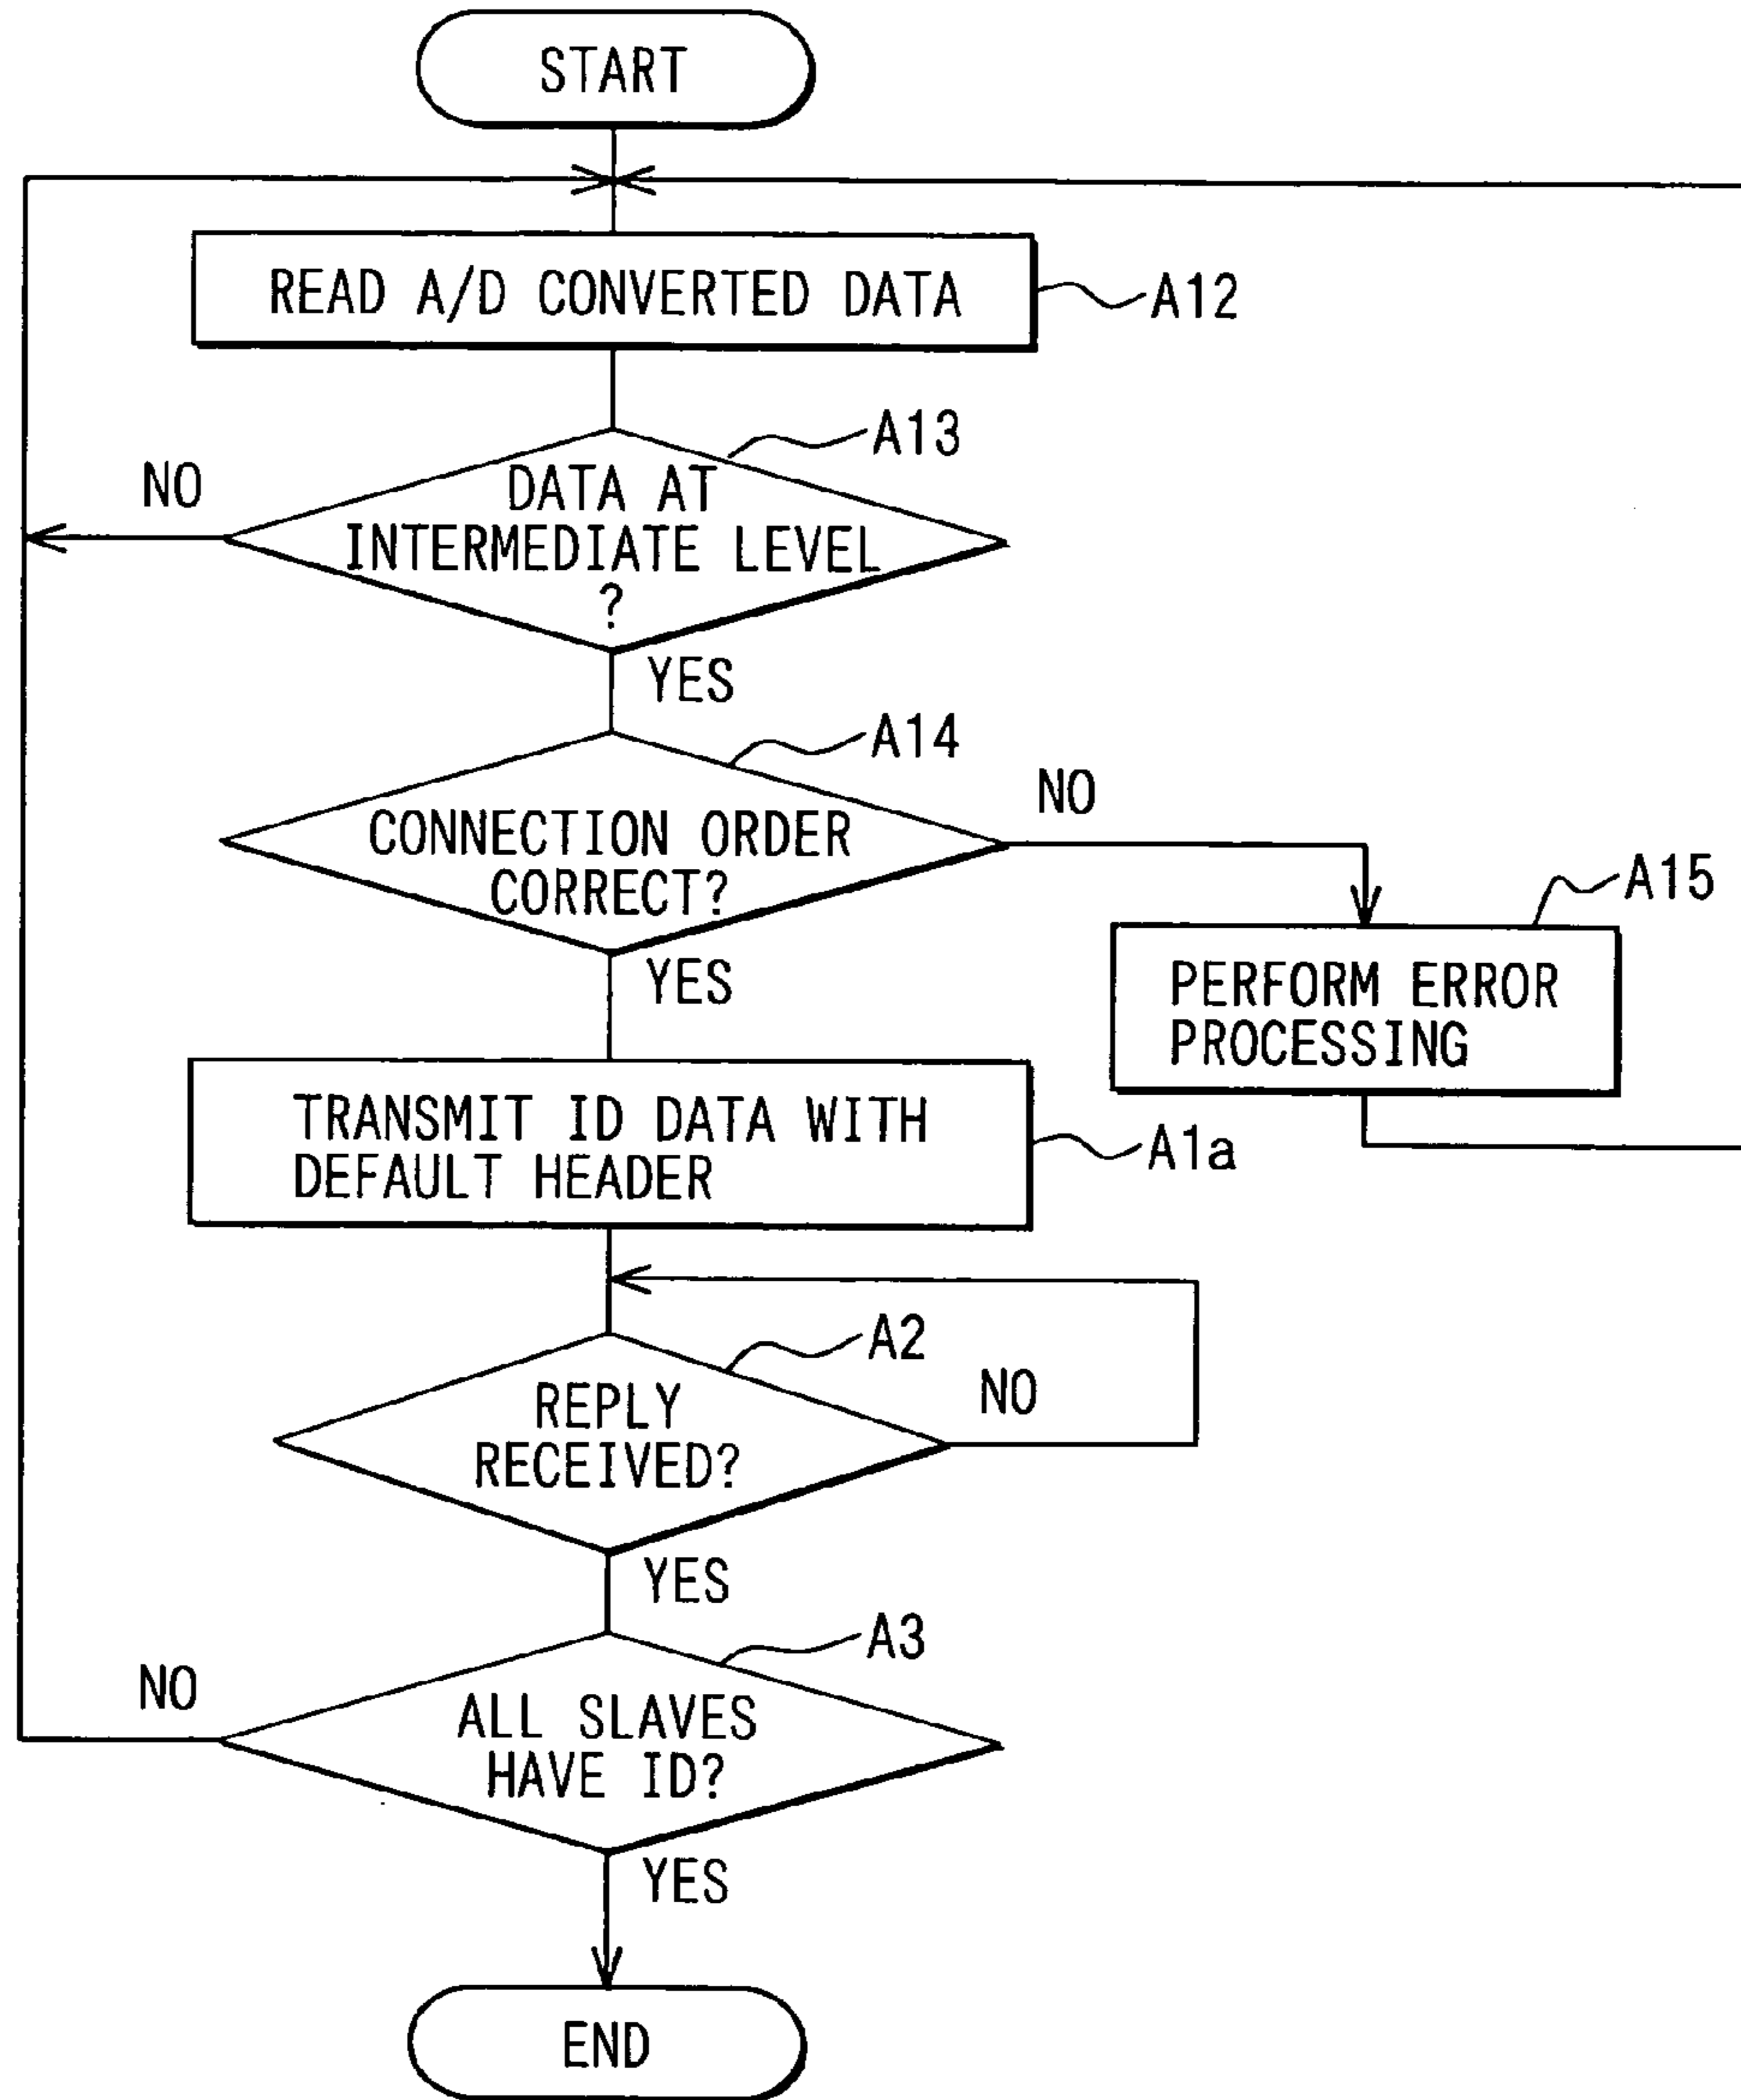 START
READ A/D CONVERTED DATA
A12
A13
NO
DATA AT
INTERMEDIATE LEVEL
?
YES
A14
NO
CONNECTION ORDER
CORRECT?
YES
A15
PERFORM ERROR
PROCESSING
TRANSMIT ID DATA WITH
DEFAULT HEADER
A1a
A2
NO
REPLY
RECEIVED?
YES
A3
NO
ALL SLAVES
HAVE ID?
YES
END